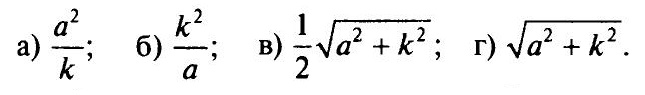 а) a²/k; б) k²/a; в) 1/2√(a² + k²); г) √(a² + k²).